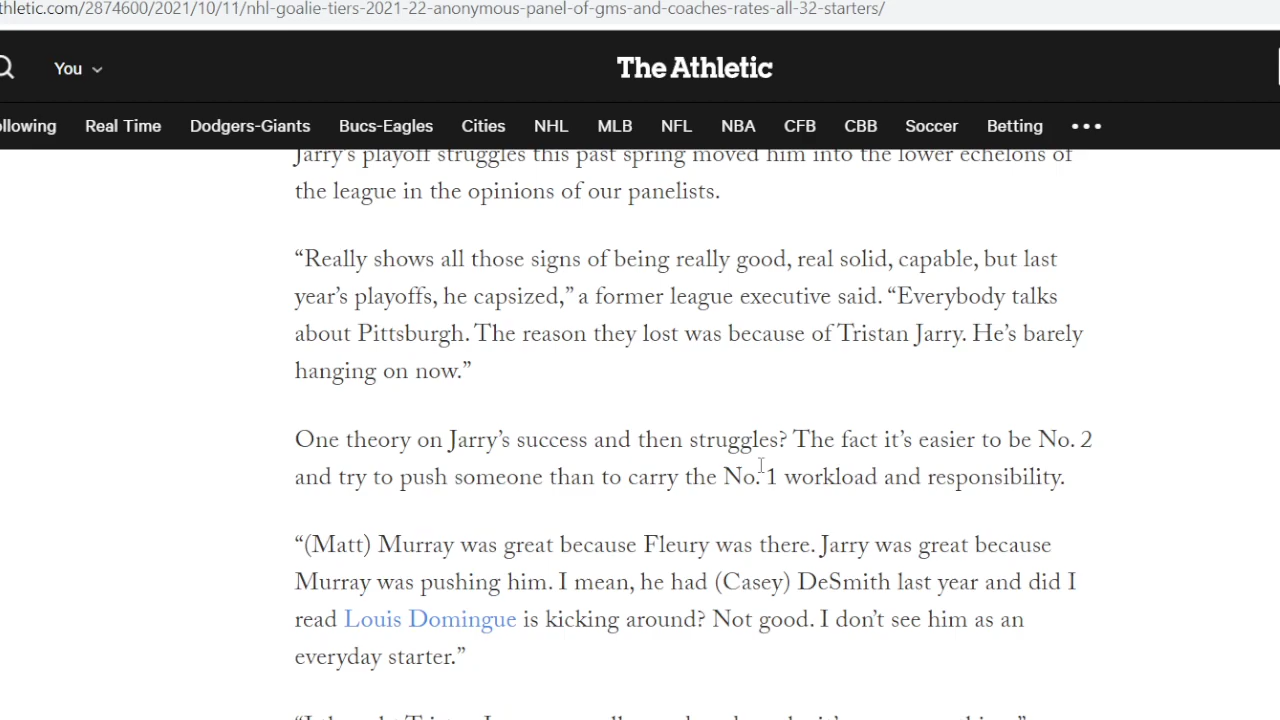 thletic.com/2021/10/11/nhl-goalie-tiers-2021-22-anonymous-panel-of-gms-and-coaches-rates-all-32-starters/
You
The Athletic
ollowing Real Time Dodgers-Giants Bucs-Eagles Cities NHL MLB NFL NBA CFB CBB Soccer Betting •••
Jarry's playoff struggles this past spring moved him into the lower echelons of
the league in the opinions of our panelists.
“Really shows all those signs of being really good, real solid, capable, but last
year’s playoffs, he capsized,” a former league executive said. “Everybody talks
about Pittsburgh. The reason they lost was because of Tristan Jarry. He’s barely
hanging on now.”
One theory on Jarry’s success and then struggles? The fact it’s easier to be No. 2
and try to push someone than to carry the No. 1 workload and responsibility.
“(Matt) Murray was great because Fleury was there. Jarry was great because
Murray was pushing him. I mean, he had (Casey) DeSmith last year and did I
read Louis Domingue is kicking around? Not good. I don’t see him as an
everyday starter.”